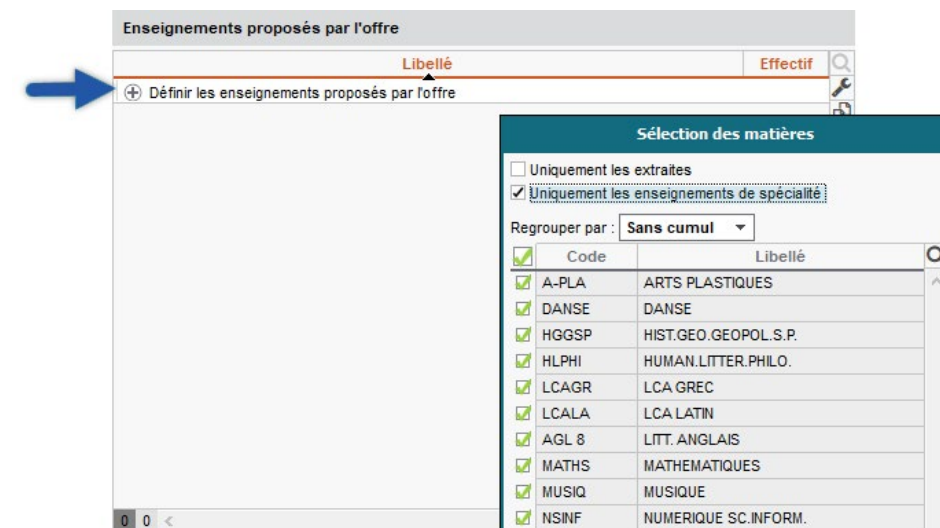 Enseignements proposés par l'offre
Libellé Effectif
Définir les enseignements proposés par l'offre
Sélection des matières
Uniquement les extraites
Uniquement les enseignements de spécialité
Regrouper par : Sans cumul
Code Libellé
A-PLA ARTS PLASTIQUES
DANSE DANSE
HGGSP HIST.GEO.GEOPOL.S.P.
HLPHI HUMAN.LITTER.PHILO.
LCAGR LCA GREC
LCALA LCA LATIN
AGL 8 LITT. ANGLAIS
MATHS MATHEMATIQUES
MUSIQ MUSIQUE
NSINF NUMERIQUE SC.INFORM.
0 0 <